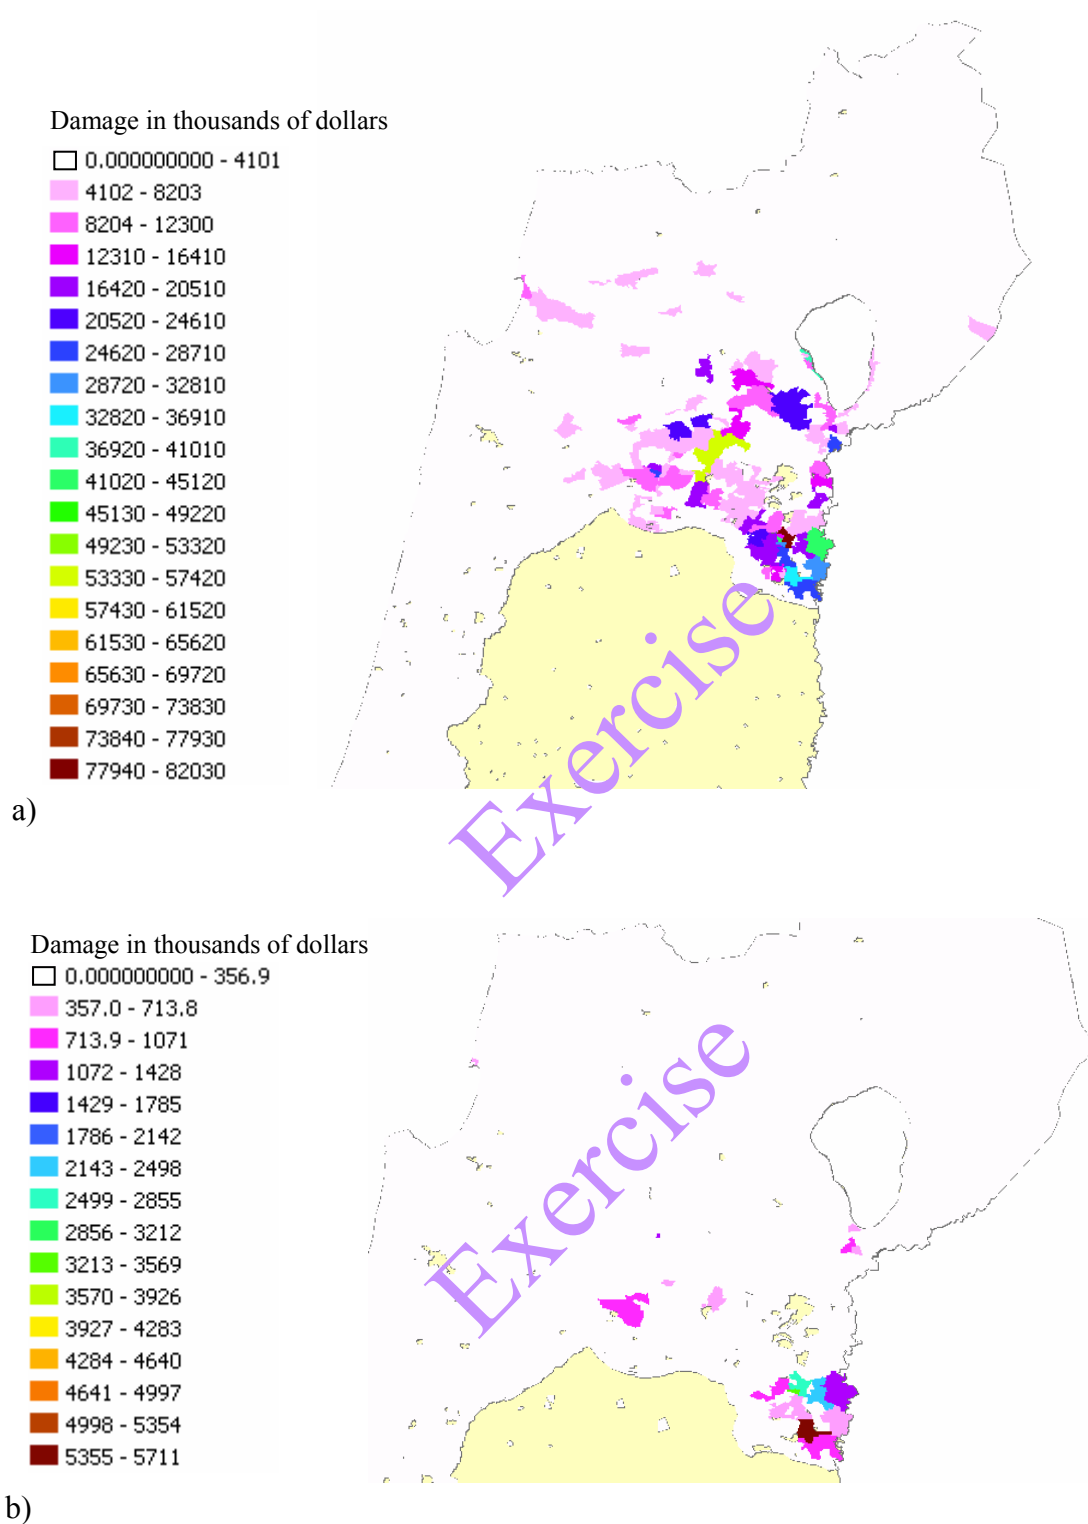 Damage in thousands of dollars
0.000000000 - 4101
4102 - 8203
8204 - 12300
12310 - 16410
16420 - 20510
20520 - 24610
24620 - 28710
28720 - 32810
32820 - 36910
36920 - 41010
41020 - 45120
45130 - 49220
49230 - 53320
53330 - 57420
57430 - 61520
61530 - 65620
65630 - 69720
69730 - 73830
73840 - 77930
77940 - 82030
Exercise
a)
Damage in thousands of dollars
0.000000000 - 356.9
357.0 - 713.8
713.9 - 1071
1072 - 1428
1429 - 1785
1786 - 2142
2143 - 2498
2499 - 2855
2856 - 3212
3213 - 3569
3570 - 3926
3927 - 4283
4284 - 4640
4641 - 4997
4998 - 5354
5355 - 5711
Exercise
b)